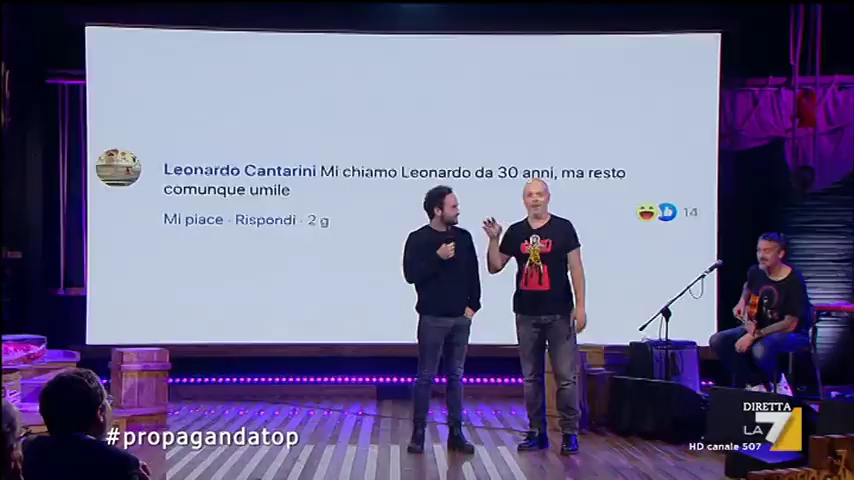 Leonardo Cantarini Mi chiamo Leonardo da 30 anni, ma resto
comunque umile
Mi piace · Rispondi · 2 g
14
#propagandatop
DIRETTA
LA 7
HD canale 507